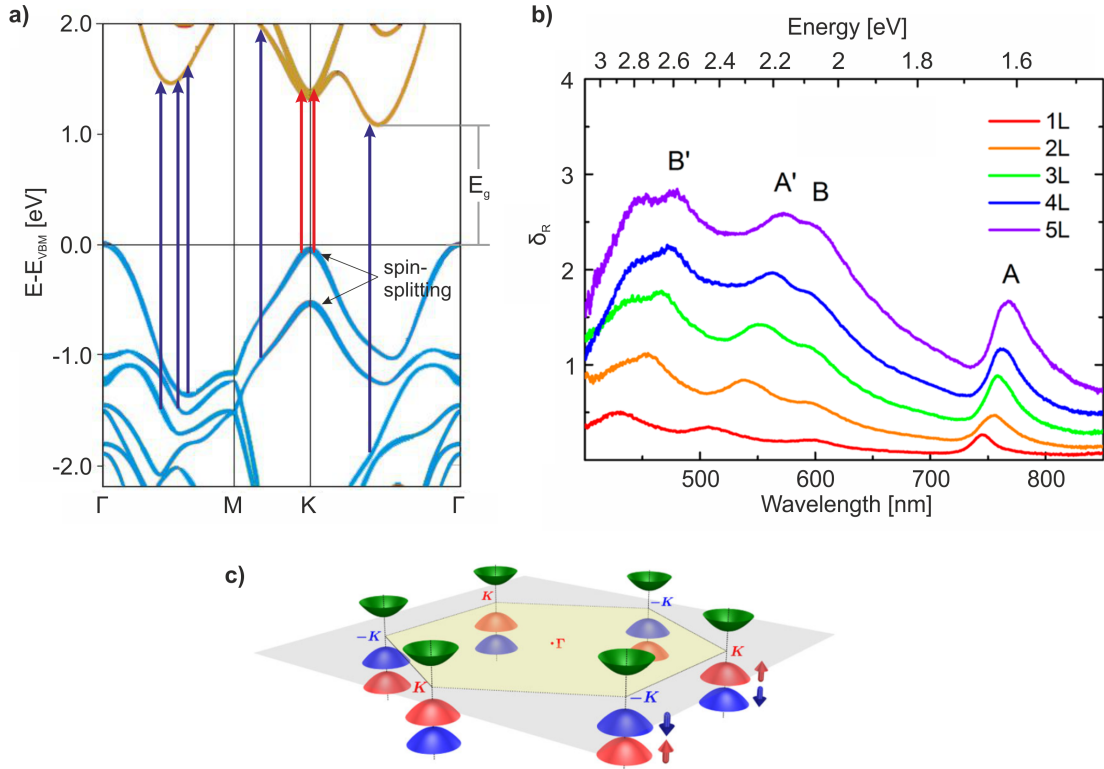 a)
2.0
1.0
0.0
-1.0
-2.0
E-E_VBM [eV]
Γ
M
K
Γ
E_g
spin-
splitting
b)
Energy [eV]
3 2.8 2.6 2.4 2.2 2 1.8 1.6
4
3
2
1
δ_R
B'
A'
B
A
1L
2L
3L
4L
5L
500 600 700 800
Wavelength [nm]
c)
K
−K
−K
Γ
K
K
−K